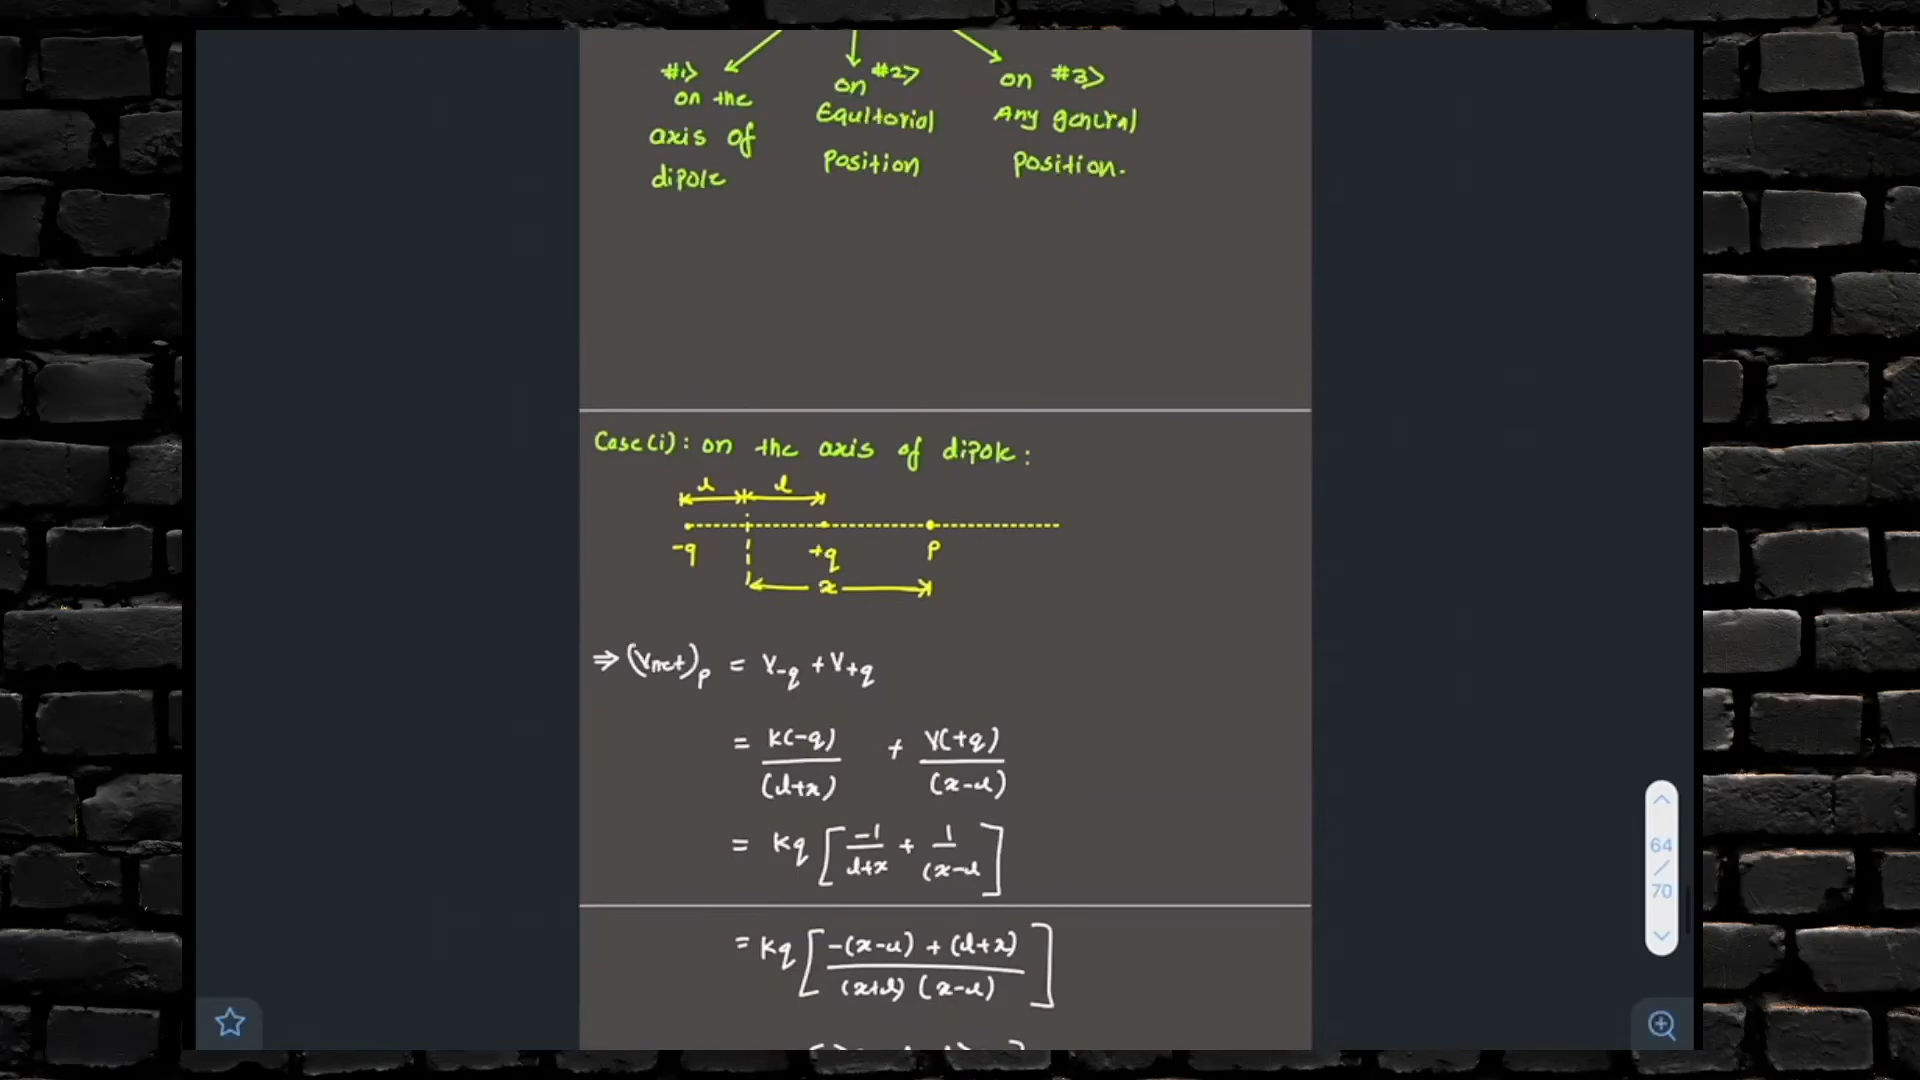 #1> on the axis of dipole
on #2> Equitorial Position
on #3> Any general Position.
Case(i): on the axis of dipole:
l l
-q +q P
x
⇒ (Vnet)p = V-q + V+q
= K(-q)/(l+x) + K(+q)/(x-l)
= Kq [-1/l+x + 1/(x-l]
= Kq [-(x-l) + (l+x)/(x+l) (x-l)]
64
/
70